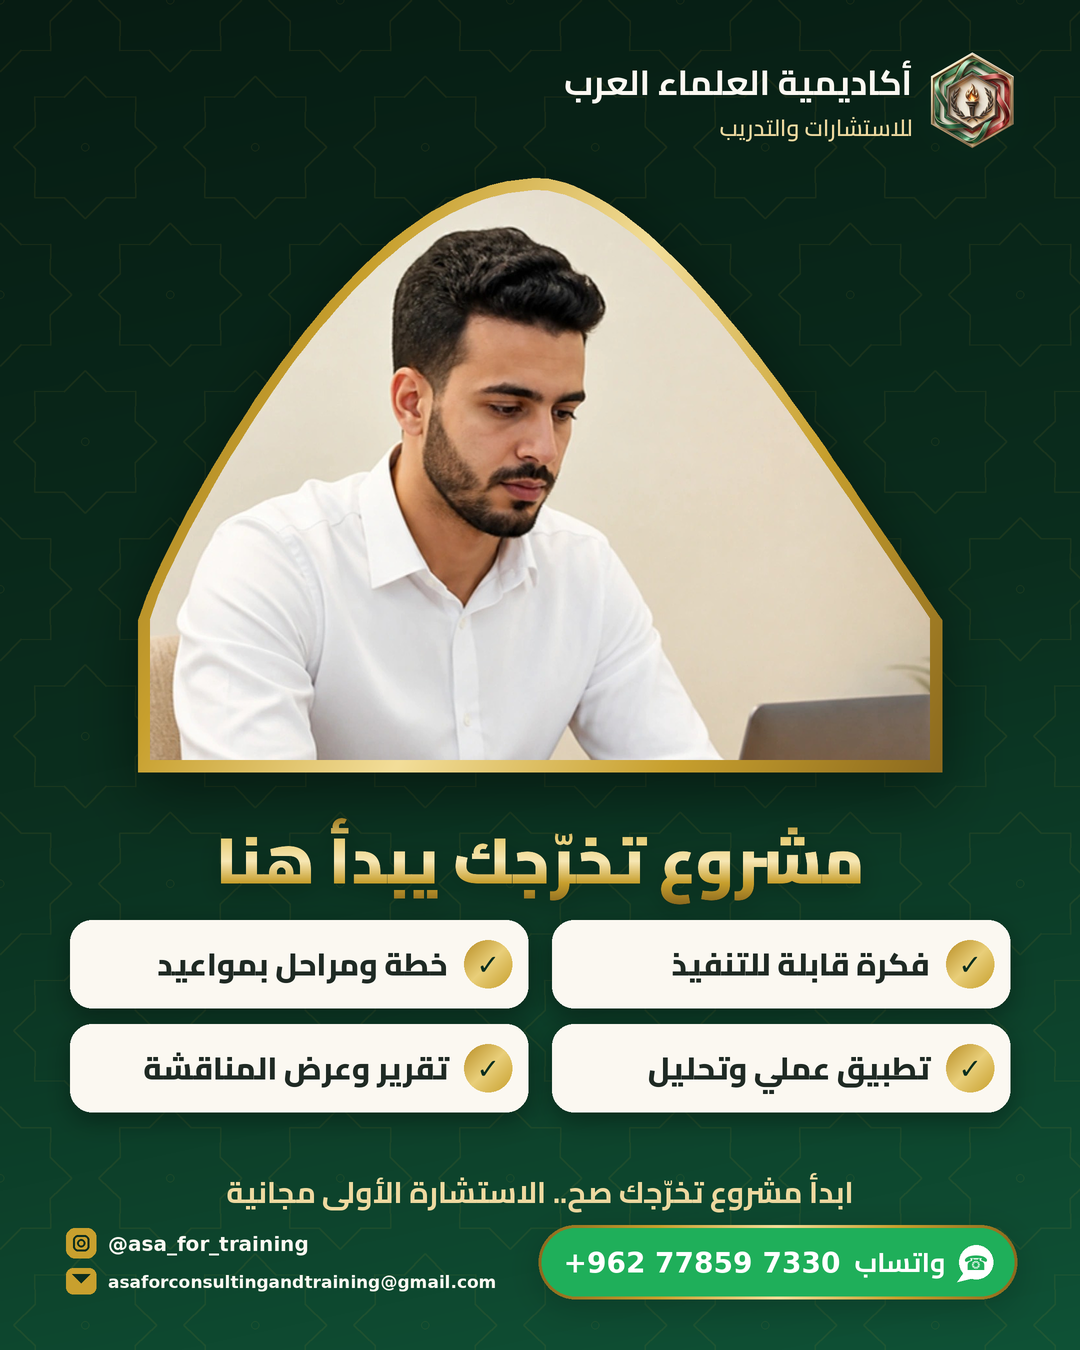 أكاديمية العلماء العرب
للاستشارات والتدريب
مشروع تخرّجك يبدأ هنا
فكرة قابلة للتنفيذ
خطة ومراحل بمواعيد
تطبيق عملي وتحليل
تقرير وعرض المناقشة
ابدأ مشروع تخرّجك صح.. الاستشارة الأولى مجانية
واتساب +962 77859 7330
@asa_for_training
asaforconsultingandtraining@gmail.com